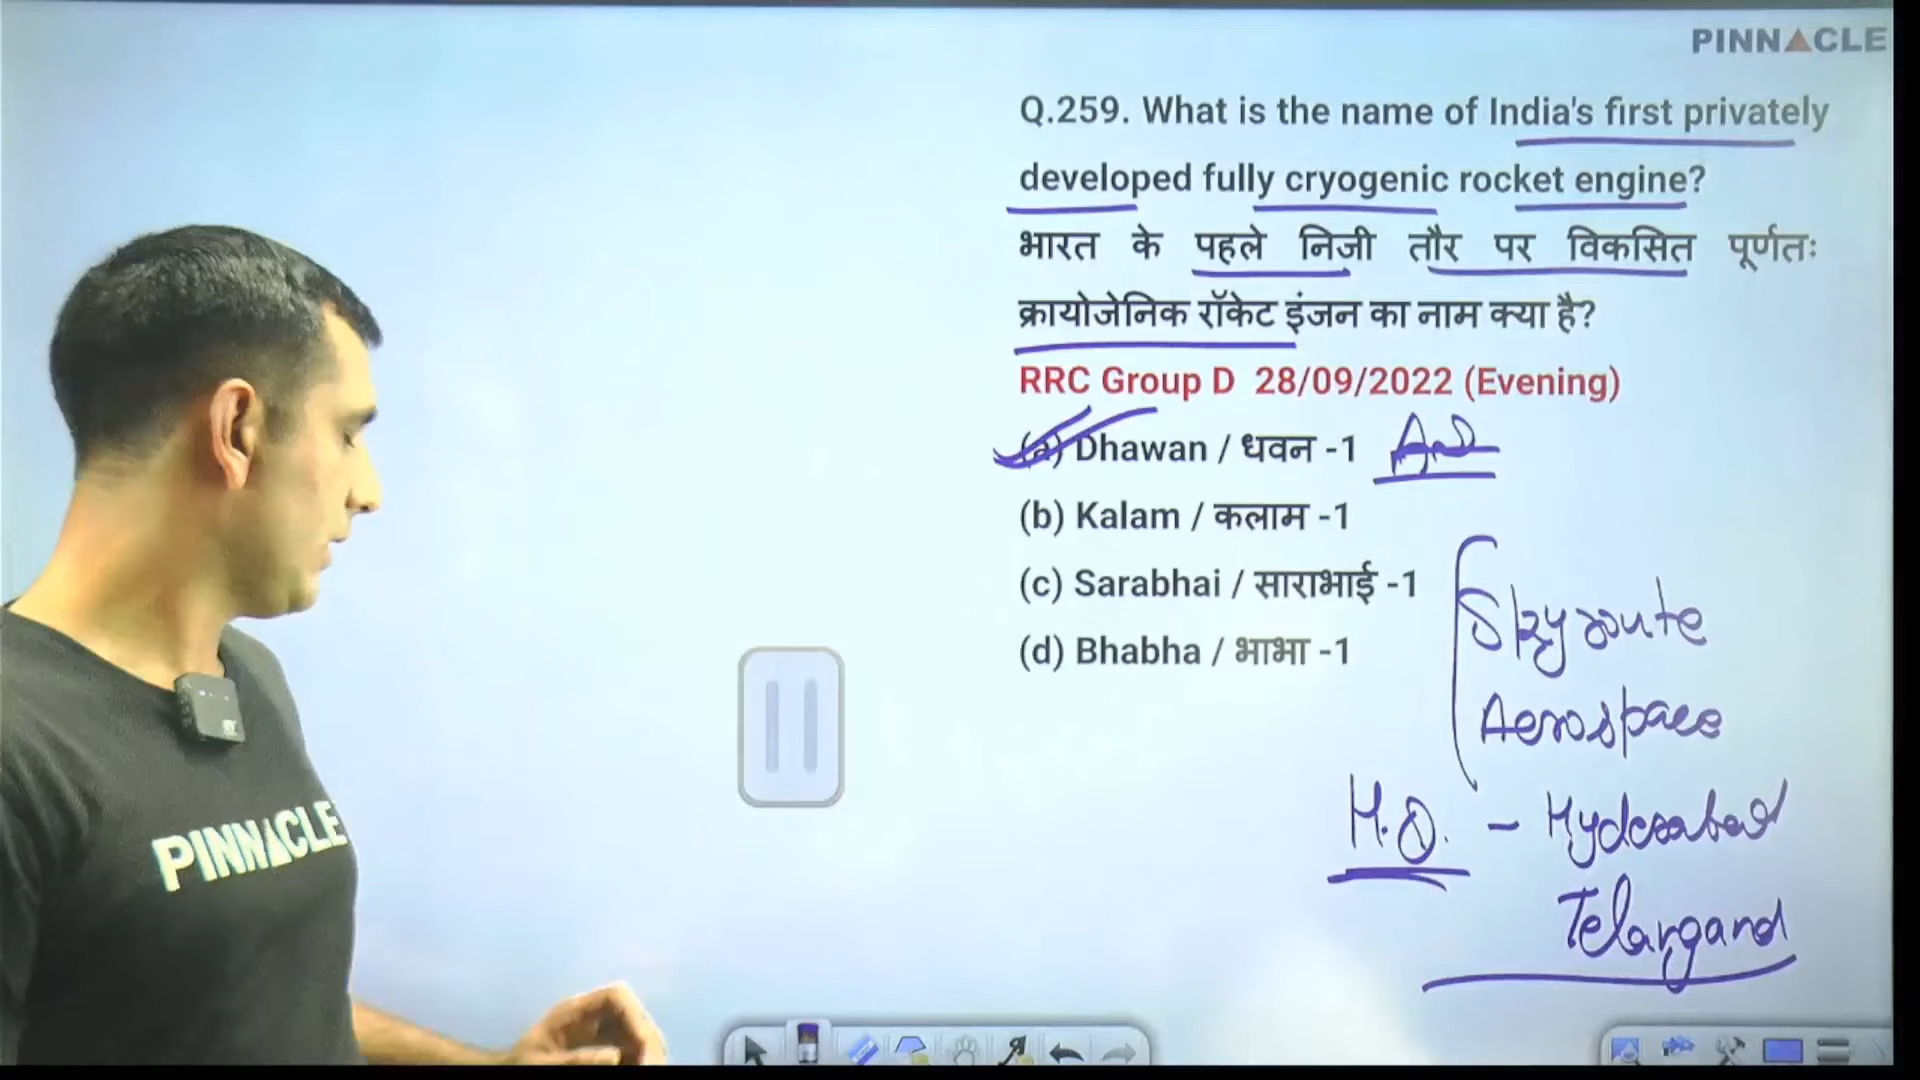 PINNACLE
Q.259. What is the name of India's first privately
developed fully cryogenic rocket engine?
भारत के पहले निजी तौर पर विकसित पूर्णतः
क्रायोजेनिक रॉकेट इंजन का नाम क्या है?
RRC Group D 28/09/2022 (Evening)
(a) Dhawan / धवन -1 Ans
(b) Kalam / कलाम -1
(c) Sarabhai / साराभाई -1
(d) Bhabha / भाभा -1
Skyroute
Aerospace
H.Q. - Hyderabad
Telangana
PINNACLE